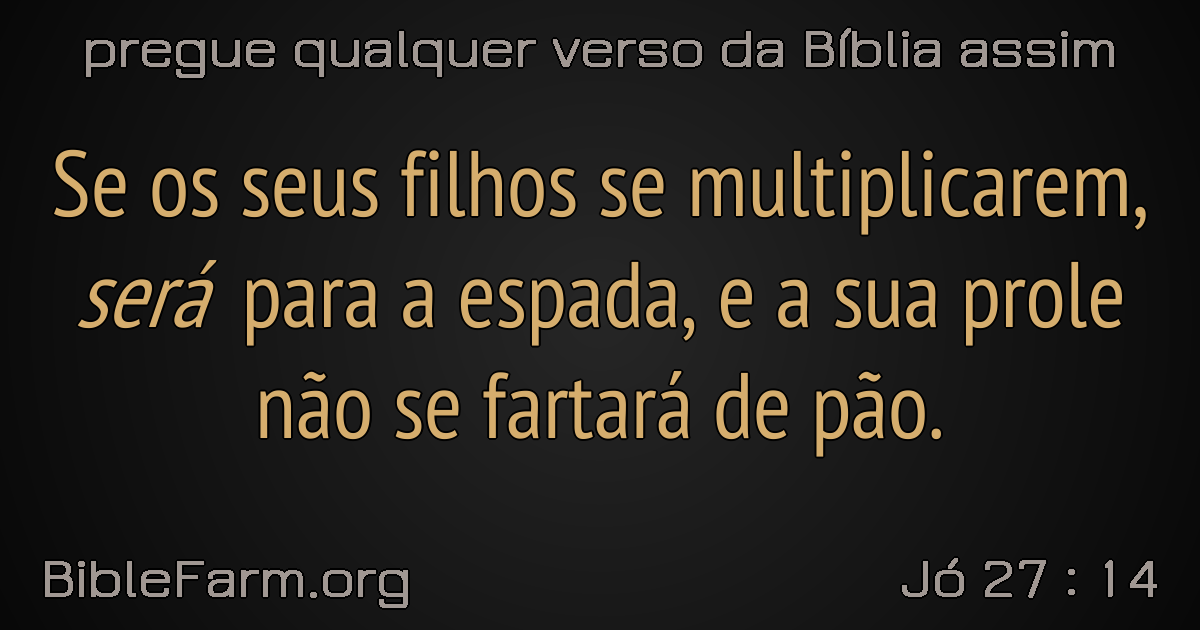 pregue qualquer verso da Bíblia assim
Se os seus filhos se multiplicarem,
será para a espada, e a sua prole
não se fartará de pão.
BibleFarm.org
Jó 27 : 14